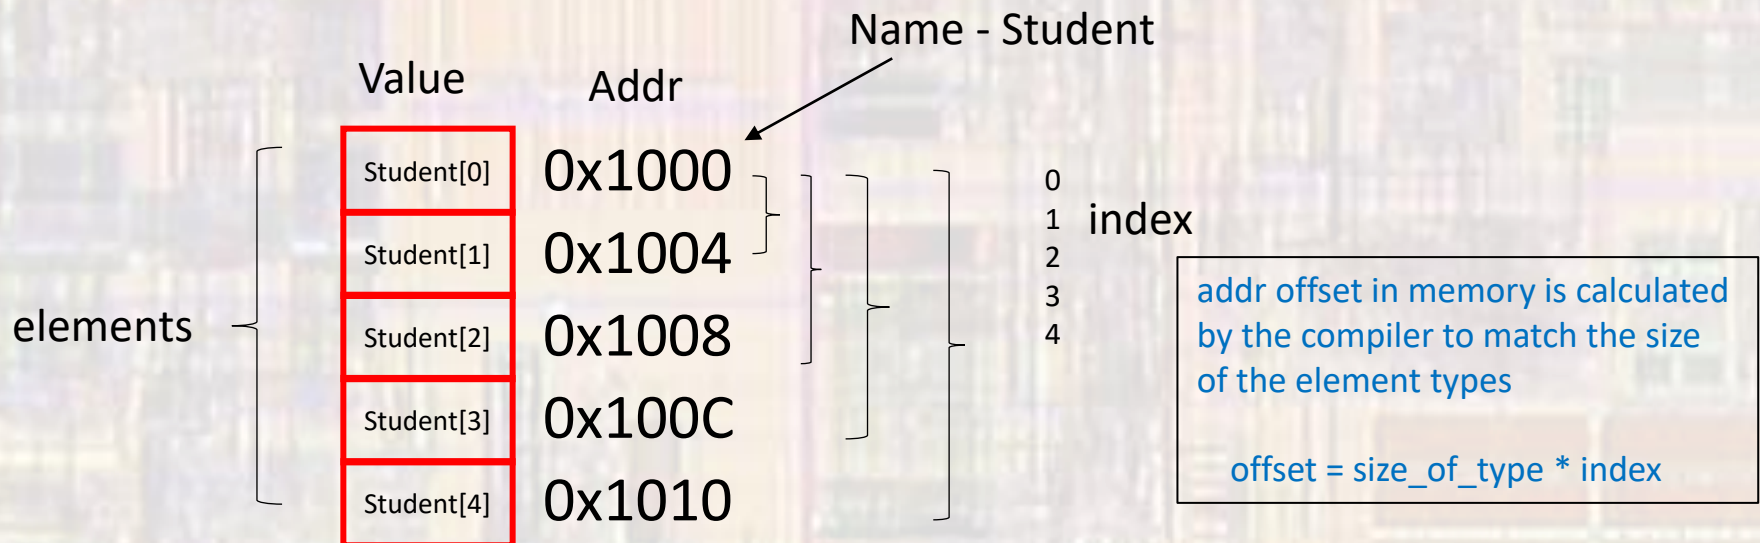 Name - Student
Value
Addr
Student[0]
0x1000
0
Student[1]
0x1004
1
index
2
elements
Student[2]
0x1008
3
4
Student[3]
0x100C
Student[4]
0x1010
addr offset in memory is calculated
by the compiler to match the size
of the element types
offset = size_of_type * index